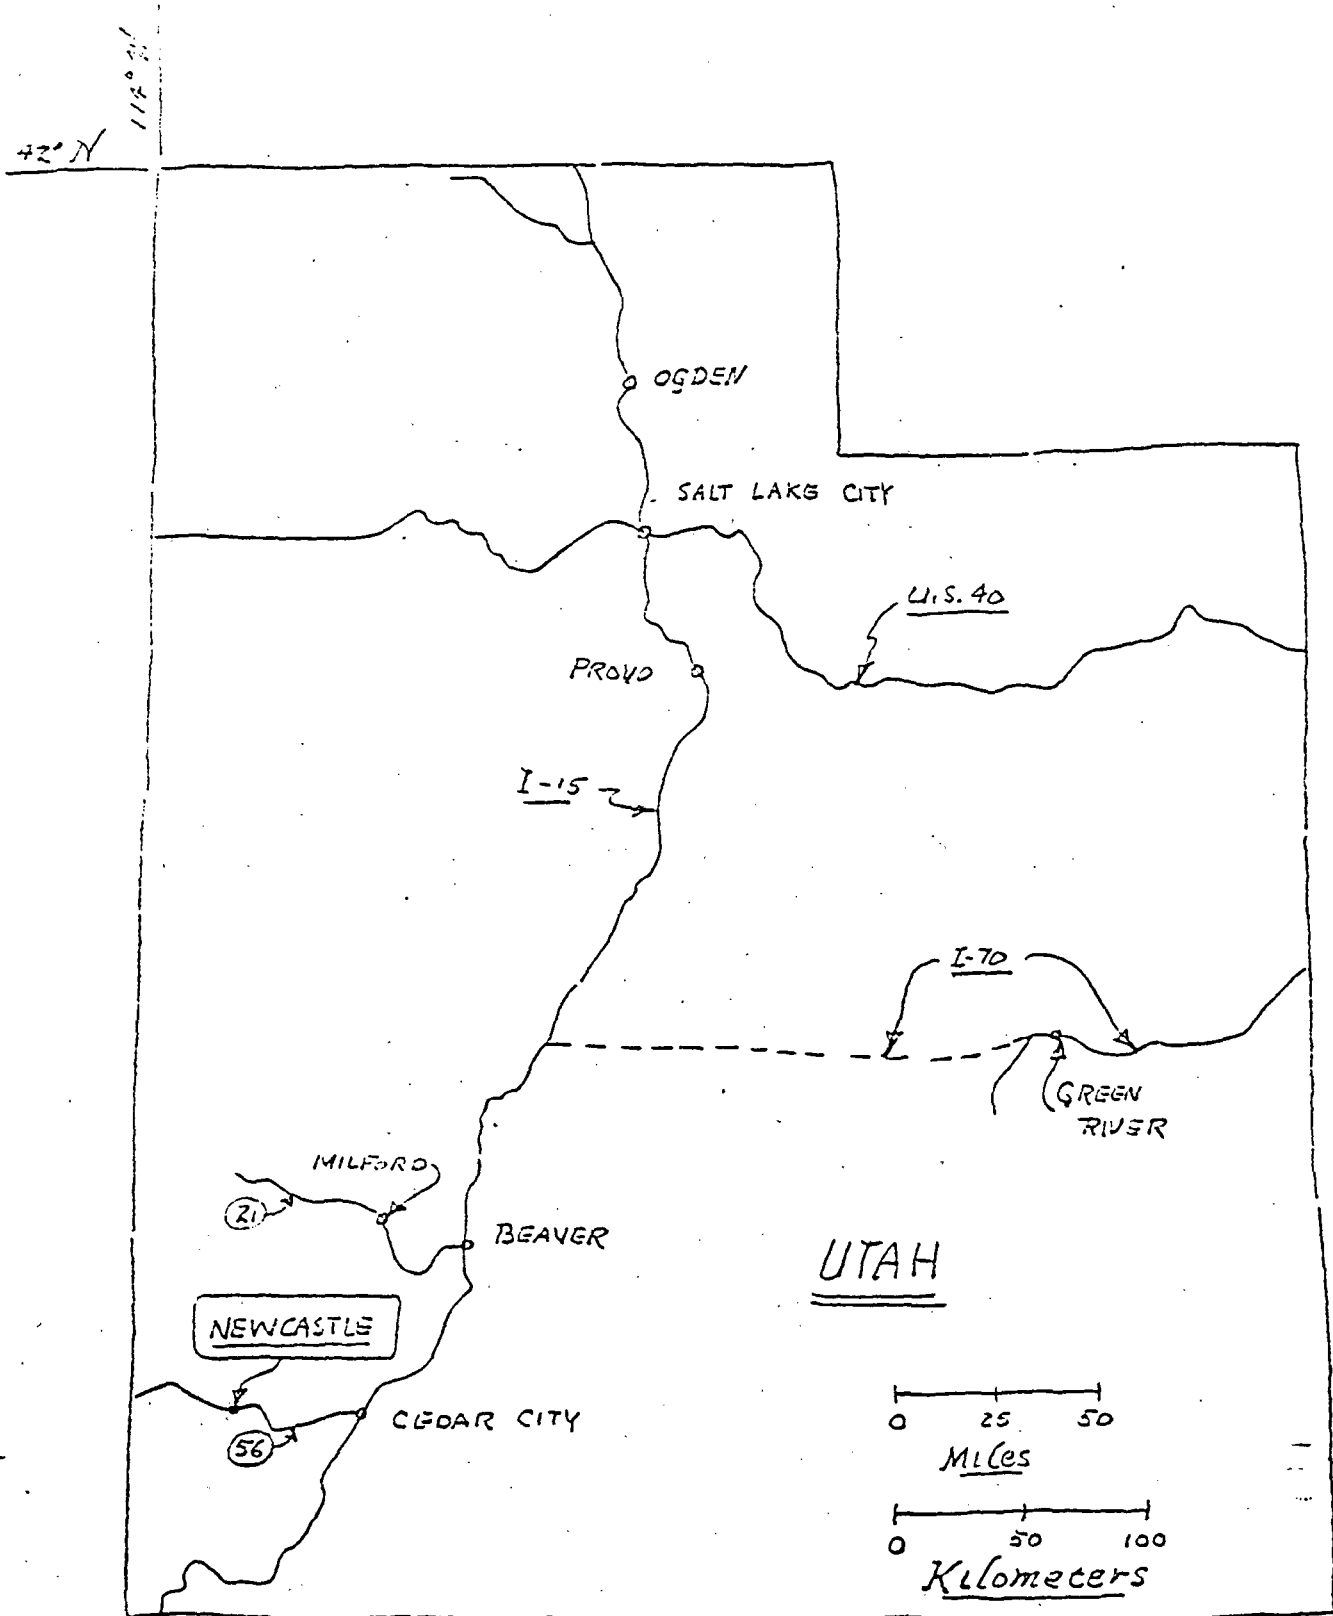 114° W
42° N
OGDEN
SALT LAKE CITY
U.S. 40
PROVO
I-15
I-70
GREEN
RIVER
MILFORD
21
BEAVER
UTAH
NEWCASTLE
CEDAR CITY
56
0 25 50
Miles
0 50 100
Kilometers